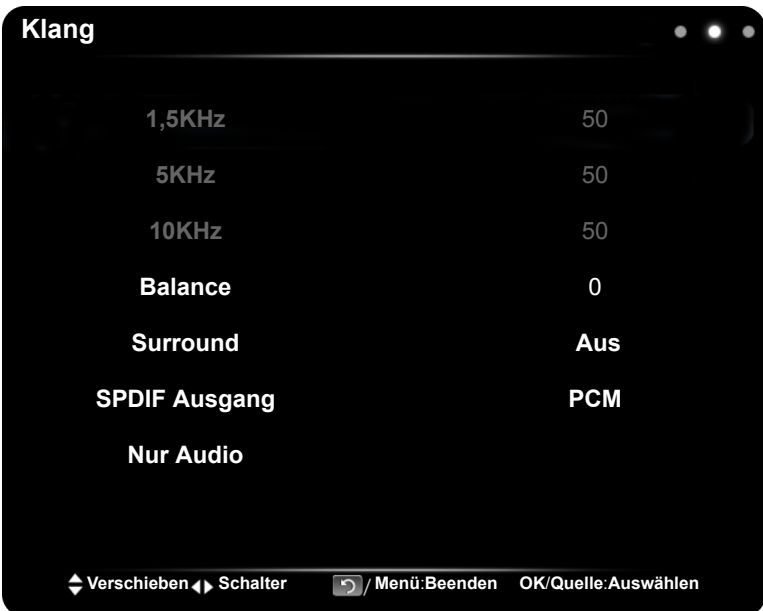 Klang
1,5KHz 50
5KHz 50
10KHz 50
Balance 0
Surround Aus
SPDIF Ausgang PCM
Nur Audio
Verschieben Schalter / Menü:Beenden OK/Quelle:Auswählen